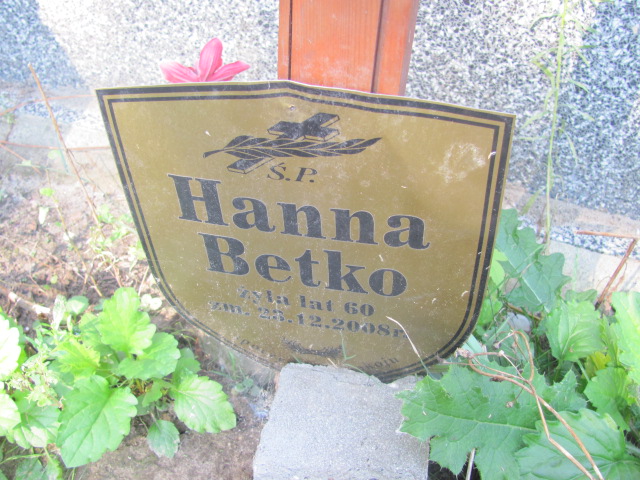 Ś.P.
Hanna
Betko
żyła lat 60
zm. 28.12.2008r.